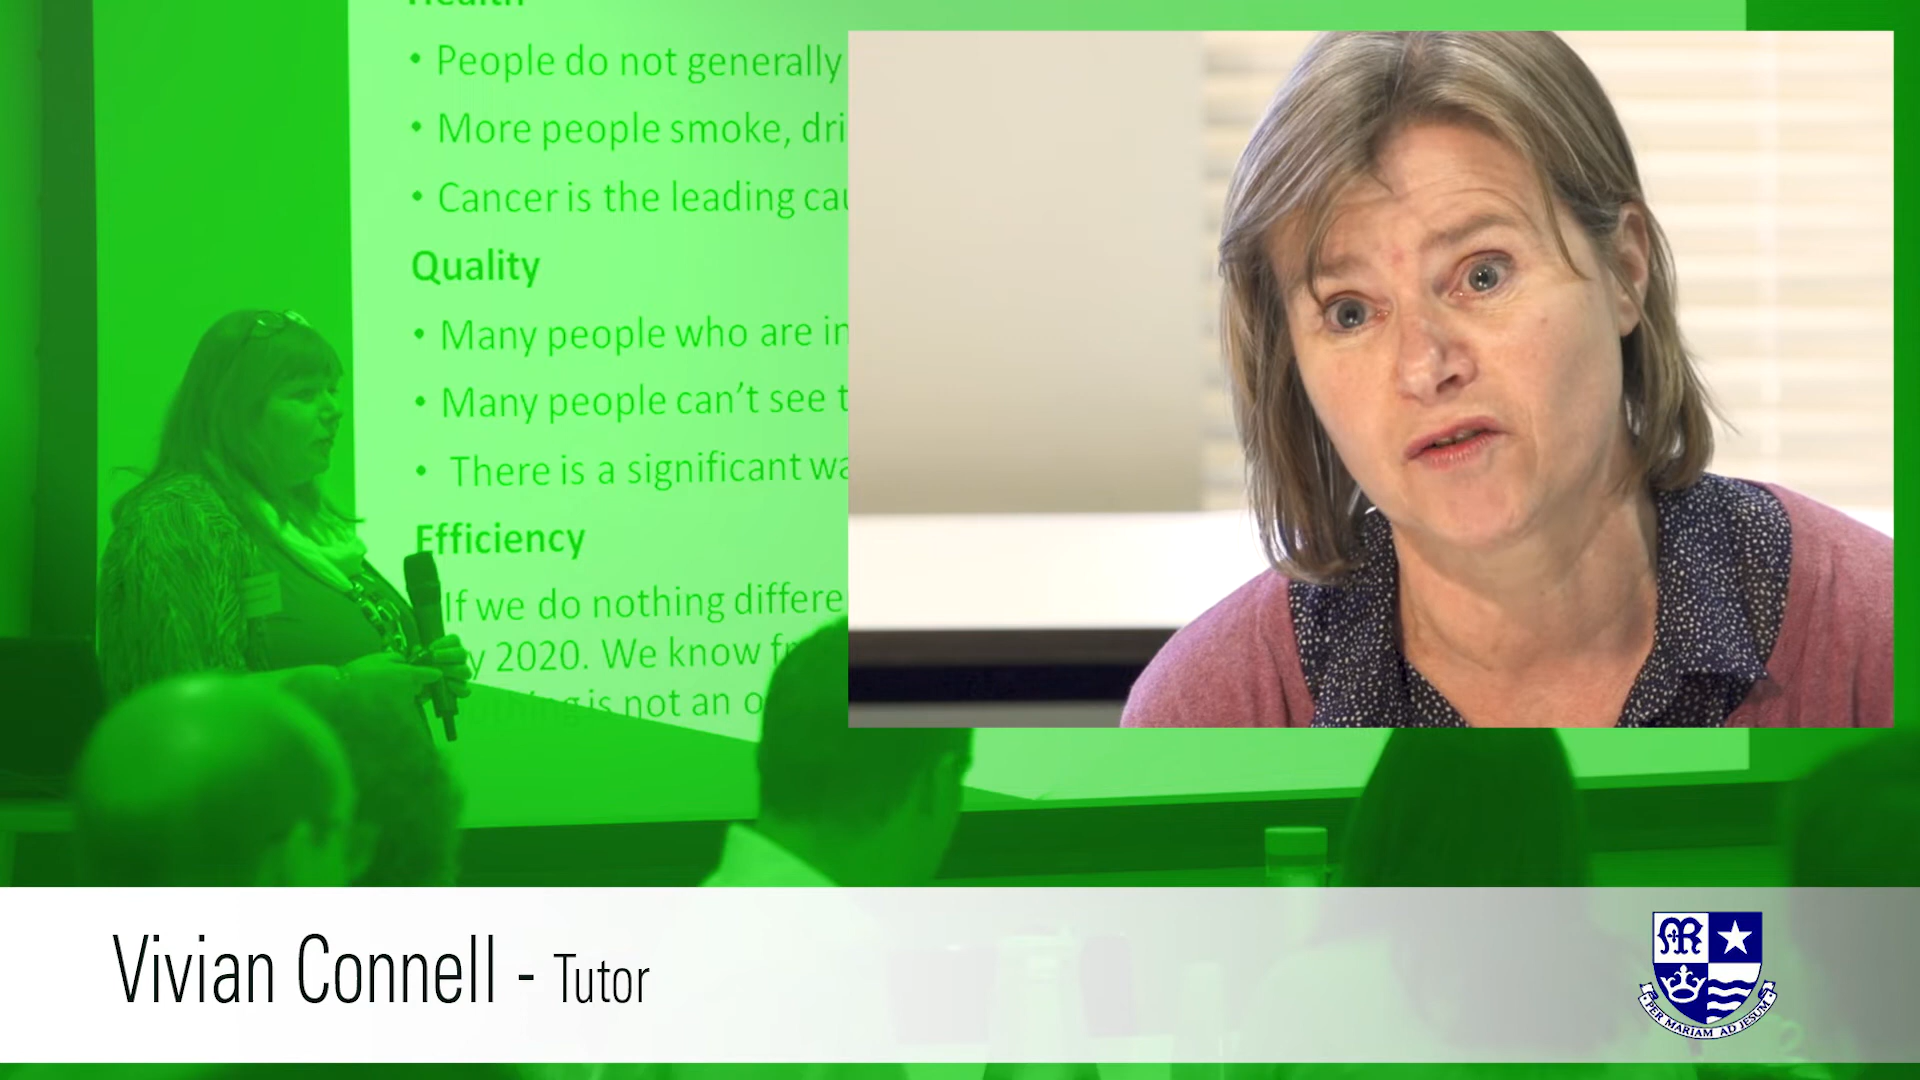 Health
• People do not generally
• More people smoke, dri
• Cancer is the leading cau
Quality
• Many people who are in
• Many people can't see t
• There is a significant wa
Efficiency
If we do nothing differe
y 2020. We know fr
is not an o
Vivian Connell - Tutor
PER MARIAM AD JESUM